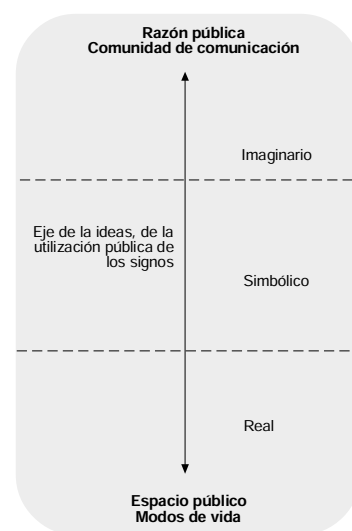 Razón pública
Comunidad de comunicación
Imaginario
Eje de la ideas, de la
utilización pública de
los signos
Simbólico
Real
Espacio público
Modos de vida